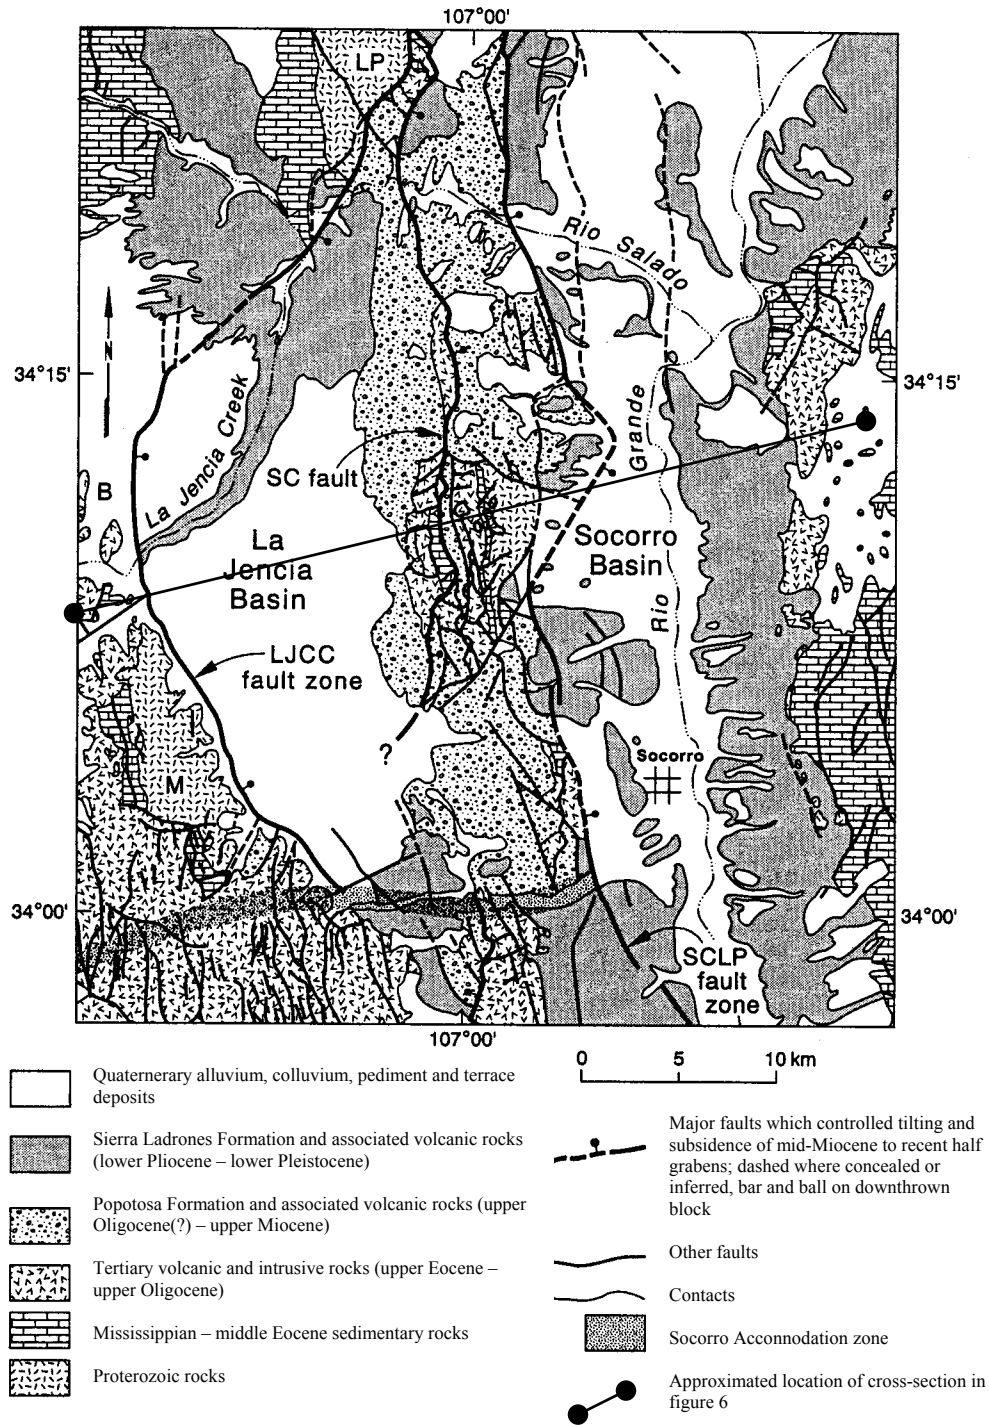 107°00'
LP
Rio Salado
N
34°15'
34°15'
La Jencia Creek
Grande
L
SC fault
B
La
Jencia
Basin
Socorro
Basin
Rio
LJCC
fault zone
?
Socorro
M
34°00'
34°00'
SCLP
fault
zone
107°00'
0 5 10 km
Quaternerary alluvium, colluvium, pediment and terrace
deposits
Sierra Ladrones Formation and associated volcanic rocks
(lower Pliocene – lower Pleistocene)
Popotosa Formation and associated volcanic rocks (upper
Oligocene(?) – upper Miocene)
Tertiary volcanic and intrusive rocks (upper Eocene –
upper Oligocene)
Mississippian – middle Eocene sedimentary rocks
Proterozoic rocks
Major faults which controlled tilting and
subsidence of mid-Miocene to recent half
grabens; dashed where concealed or
inferred, bar and ball on downthrown
block
Other faults
Contacts
Socorro Acconnodation zone
Approximated location of cross-section in
figure 6